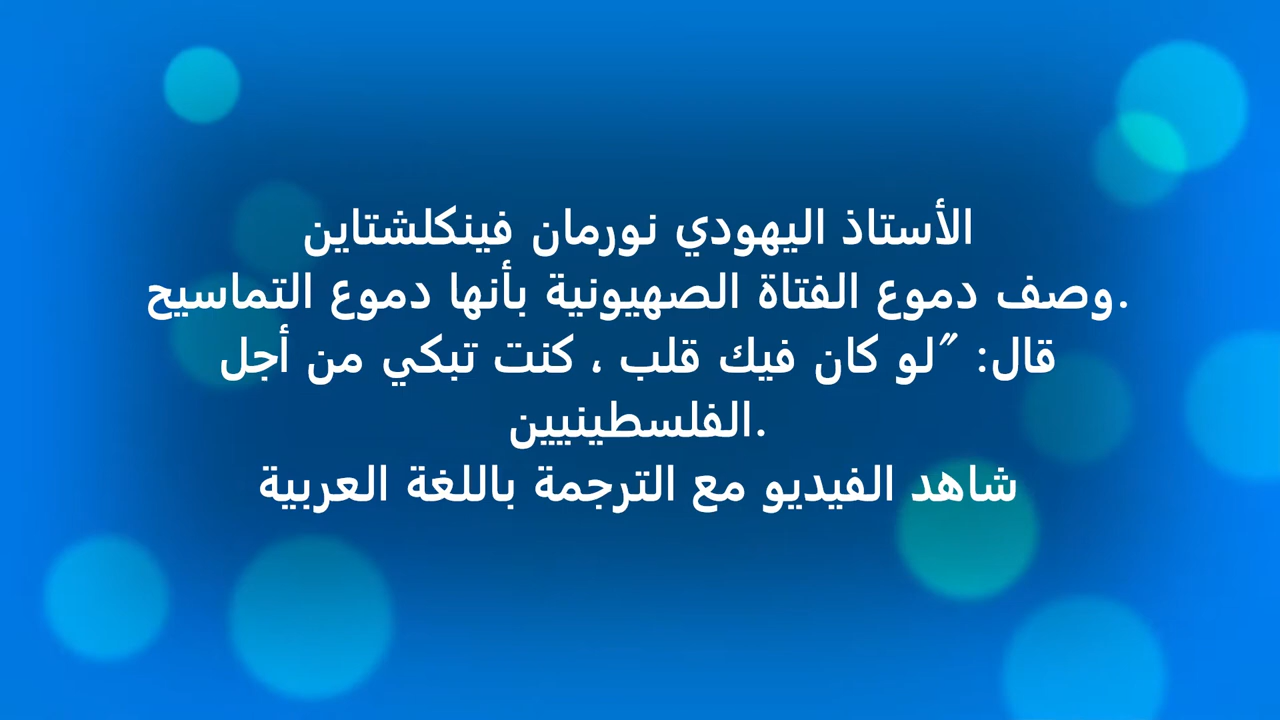 الأستاذ اليهودي نورمان فينكلشتاين
.وصف دموع الفتاة الصهيونية بأنها دموع التماسيح
قال: ”لو كان فيك قلب ، كنت تبكي من أجل
.الفلسطينيين
شاهد الفيديو مع الترجمة باللغة العربية